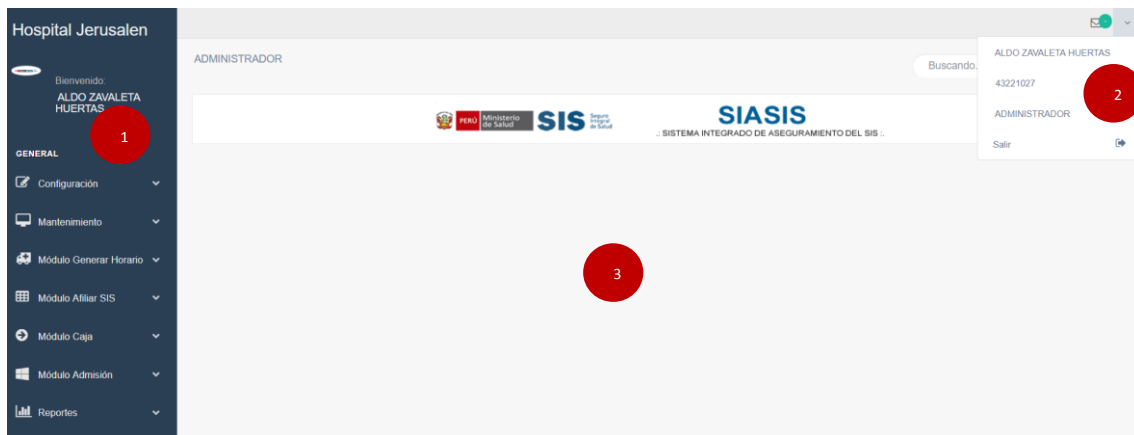 Hospital Jerusalen
Bienvenido:
ALDO ZAVALETA
HUERTAS
1
GENERAL
Configuración
Mantenimiento
Módulo Generar Horario
Módulo Afiliar SIS
Módulo Caja
Módulo Admisión
Reportes
ADMINISTRADOR
Buscando.
ALDO ZAVALETA HUERTAS
43221027
2
ADMINISTRADOR
Salir
PERÚ Ministerio de Salud
SIS Seguro Integral de Salud
SIASIS
.: SISTEMA INTEGRADO DE ASEGURAMIENTO DEL SIS :.
3